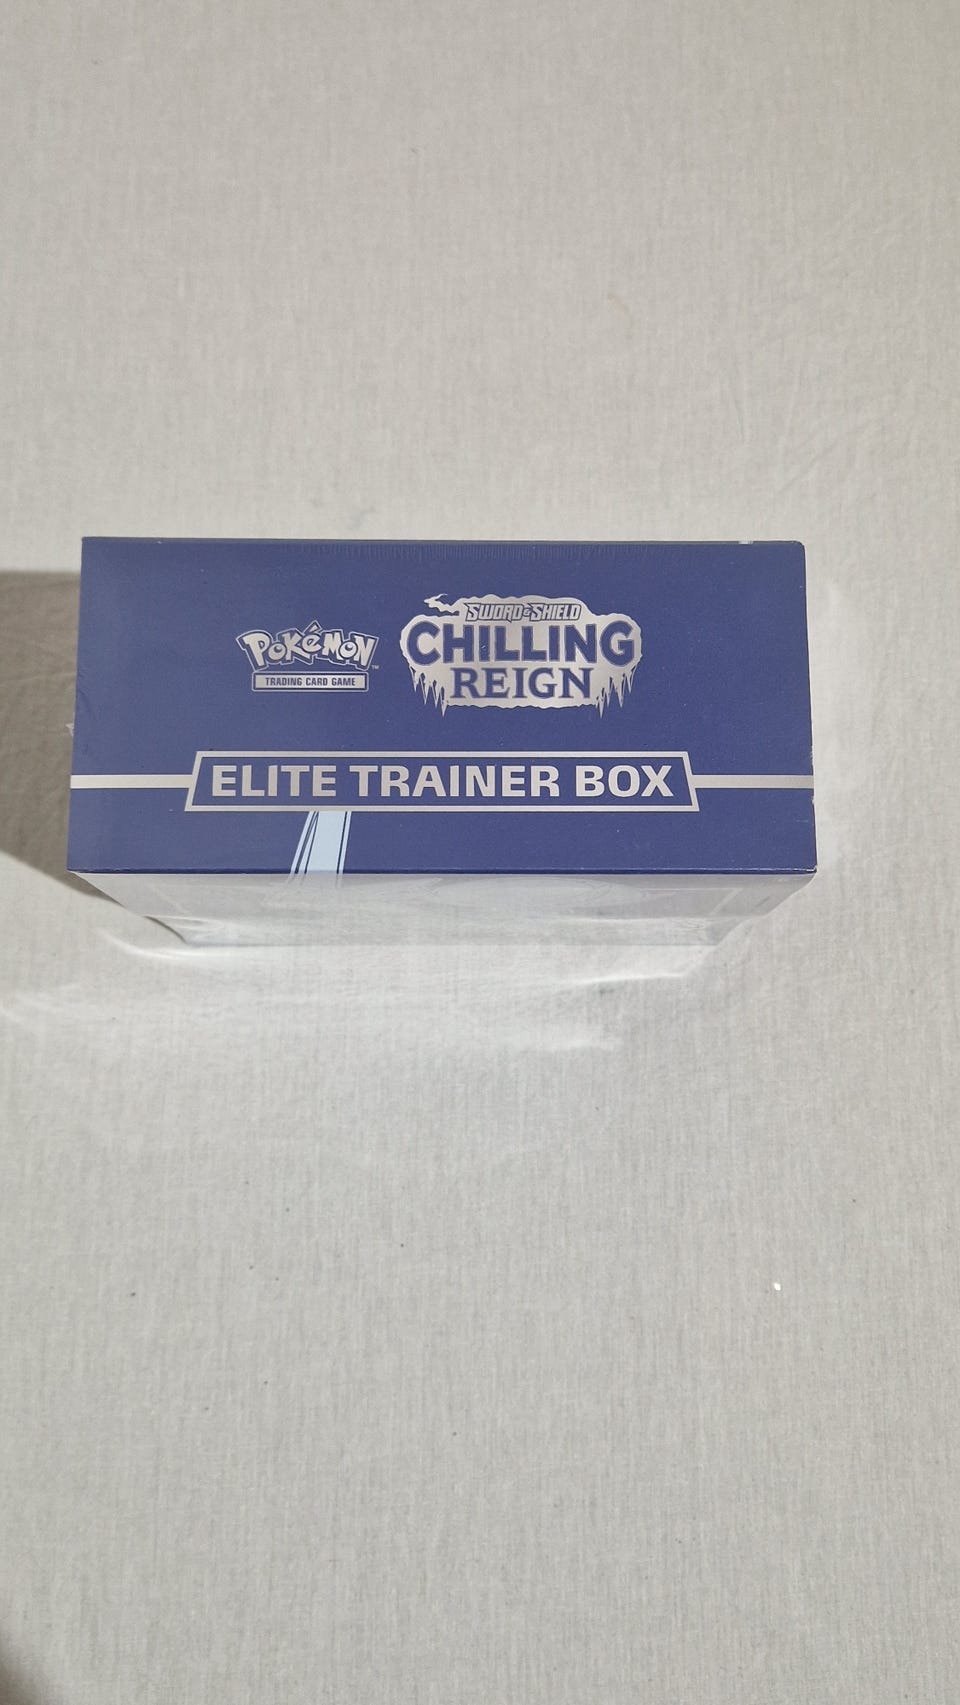 Pokémon
TRADING CARD GAME
SWORD & SHIELD
CHILLING
REIGN
ELITE TRAINER BOX